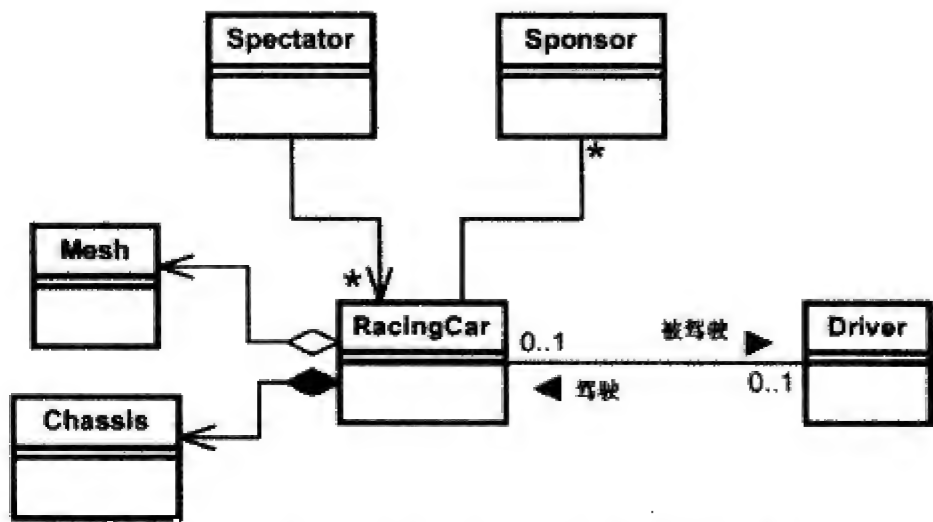 Spectator
Sponsor
*
Mesh
*
RacingCar
0..1
被驾驶
Driver
驾驶
0..1
Chassis